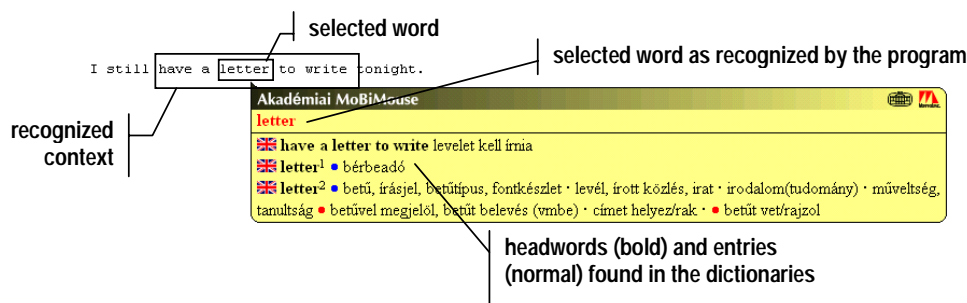 selected word
I still have a letter to write tonight.
selected word as recognized by the program
recognized
context
Akadémiai MoBiMouse
letter
have a letter to write levelet kell írnia
letter¹ • bérbeadó
letter² • betű, írásjel, betűtípus, fontkészlet · levél, írott közlés, irat · irodalom(tudomány) · műveltség,
tanultság • betűvel megjelöl, betűt belevés (vmbe) · címet helyez/rak · • betűt vet/rajzol
headwords (bold) and entries
(normal) found in the dictionaries